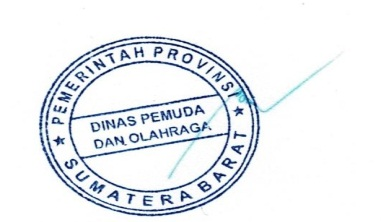 PEMERINTAH PROVINSI
DINAS PEMUDA
DAN OLAHRAGA
SUMATERA BARAT